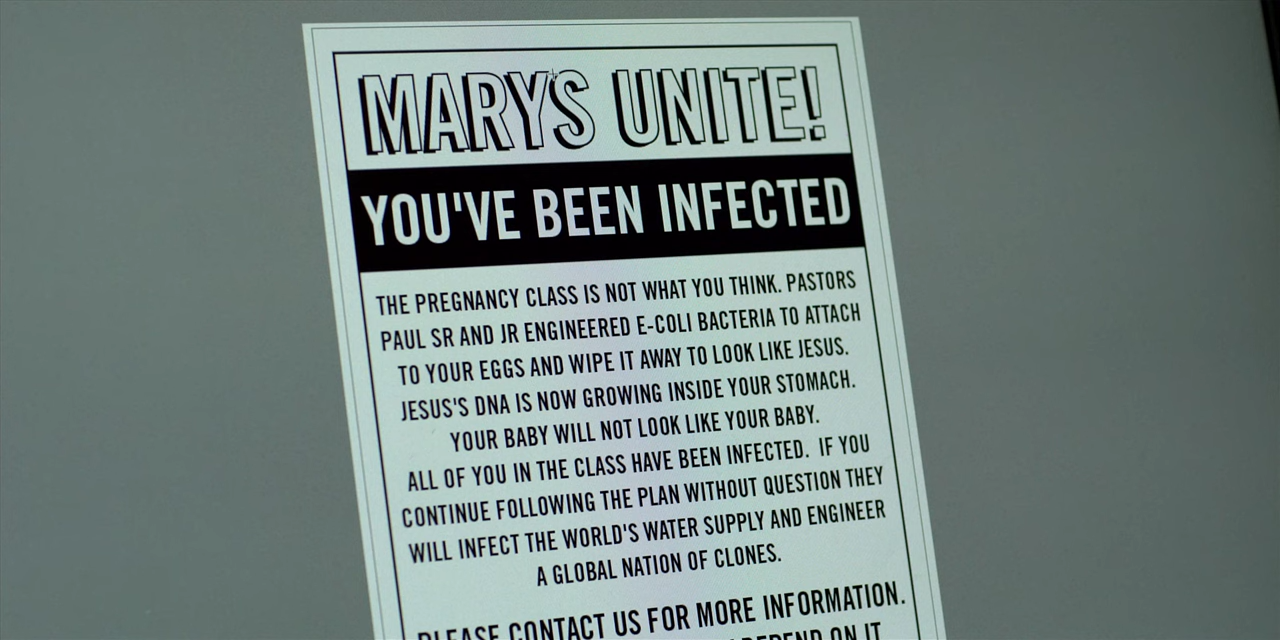 MARYS UNITE!
YOU'VE BEEN INFECTED
THE PREGNANCY CLASS IS NOT WHAT YOU THINK. PASTORS
PAUL SR AND JR ENGINEERED E-COLI BACTERIA TO ATTACH
TO YOUR EGGS AND WIPE IT AWAY TO LOOK LIKE JESUS.
JESUS'S DNA IS NOW GROWING INSIDE YOUR STOMACH.
YOUR BABY WILL NOT LOOK LIKE YOUR BABY.
ALL OF YOU IN THE CLASS HAVE BEEN INFECTED. IF YOU
CONTINUE FOLLOWING THE PLAN WITHOUT QUESTION THEY
WILL INFECT THE WORLD'S WATER SUPPLY AND ENGINEER
A GLOBAL NATION OF CLONES.
PLEASE CONTACT US FOR MORE INFORMATION.
DEPEND ON IT